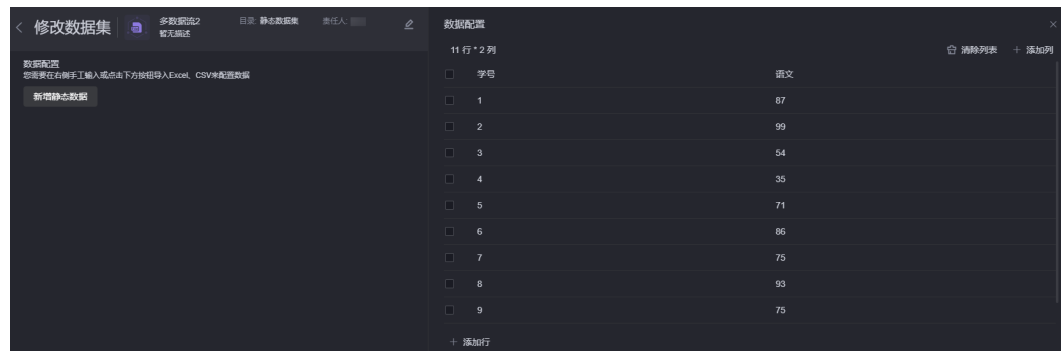 修改数据集
多数据流2
暂无描述
目录: 静态数据集
责任人:
数据配置
您需要在右侧手工输入或点击下方按钮导入Excel、CSV来配置数据
新增静态数据
数据配置
11 行 * 2 列
清除列表
添加列
学号 语文
1 87
2 99
3 54
4 35
5 71
6 86
7 75
8 93
9 75
添加行